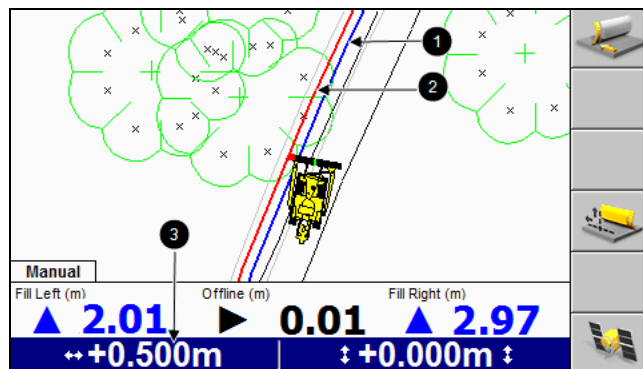 1
2
3
Manual
Fill Left (m) Offline (m) Fill Right (m)
▲ 2.01 ▶ 0.01 ▲ 2.97
↔+0.500m ↕+0.000m↕